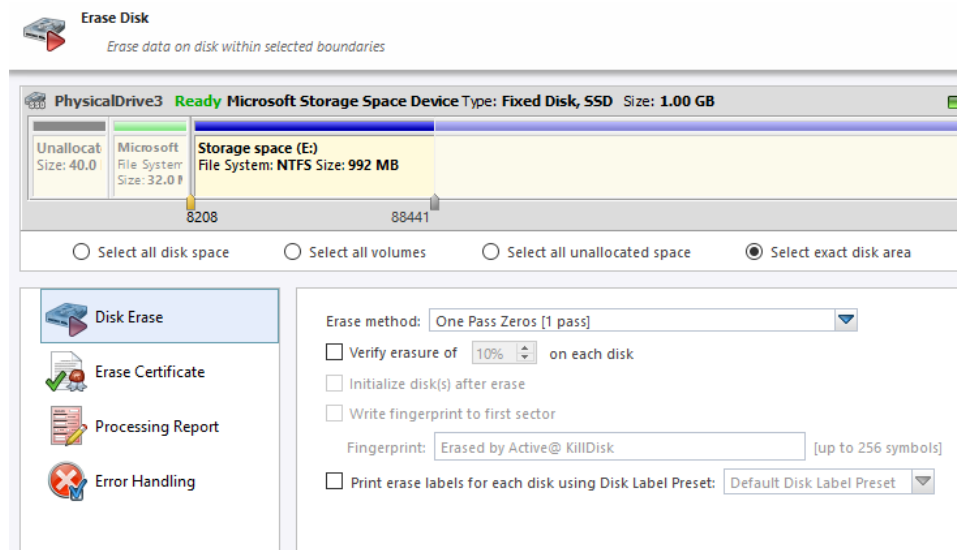 Erase Disk
Erase data on disk within selected boundaries
PhysicalDrive3 Ready Microsoft Storage Space Device Type: Fixed Disk, SSD Size: 1.00 GB
Unallocat
Size: 40.0
Microsoft
File System
Size: 32.0 M
Storage space (E:)
File System: NTFS Size: 992 MB
8208
88441
Select all disk space
Select all volumes
Select all unallocated space
Select exact disk area
Disk Erase
Erase Certificate
Processing Report
Error Handling
Erase method: One Pass Zeros [1 pass]
Verify erasure of 10% on each disk
Initialize disk(s) after erase
Write fingerprint to first sector
Fingerprint: Erased by Active@ KillDisk [up to 256 symbols]
Print erase labels for each disk using Disk Label Preset: Default Disk Label Preset